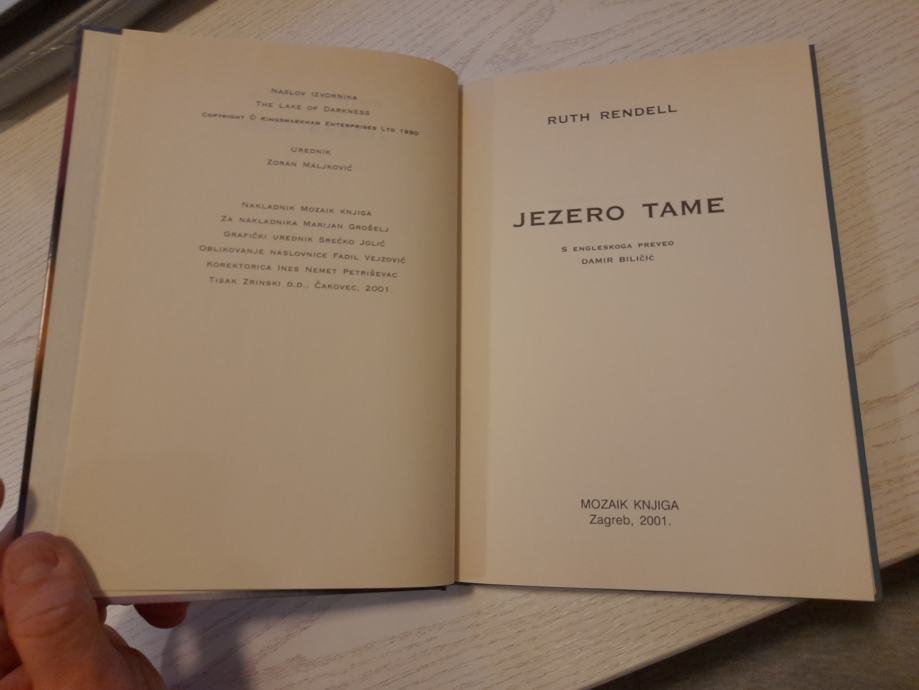 NASLOV IZVORNIKA
THE LAKE OF DARKNESS
COPYRIGHT © KINGSMARKHAM ENTERPRISES LTD 1980
UREDNIK
ZORAN MALJKOVIĆ
NAKLADNIK MOZAIK KNJIGA
ZA NAKLADNIKA MARIJAN GROŠELJ
GRAFIČKI UREDNIK SREĆKO JOLIĆ
OBLIKOVANJE NASLOVNICE FADIL VEJZOVIĆ
KOREKTORICA INES NEMET PETRIŠEVAC
TISAK ZRINSKI D.D., ČAKOVEC, 2001.
RUTH RENDELL
JEZERO TAME
S ENGLESKOGA PREVEO
DAMIR BILIČIĆ
MOZAIK KNJIGA
Zagreb, 2001.